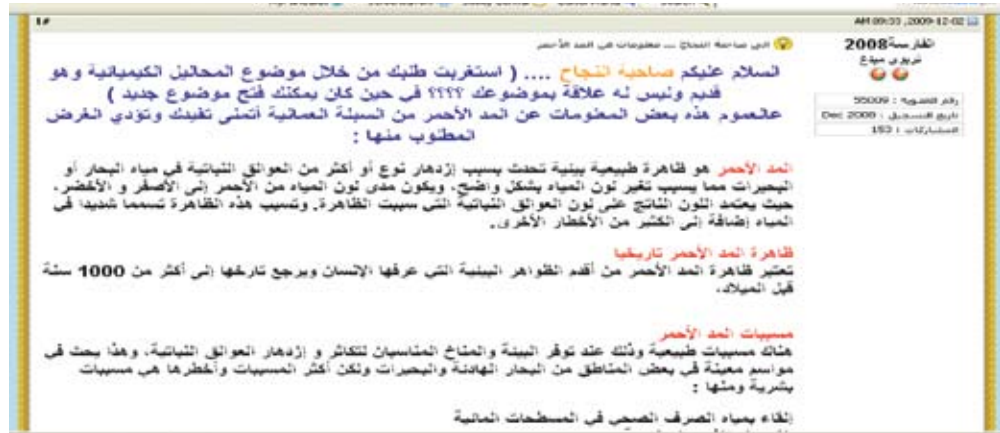 1#
AM 09:33 ,2009-12-02
الفارسة2008
تربوي مبدع
رقم العضوية : 55009
تاريخ التسجيل : Dec 2008
المشاركات : 153
الى صاحبة النجاح ... معلومات عن المد الأحمر
السلام عليكم صاحبة النجاح .... ( استغربت طلبك من خلال موضوع المحاليل الكيميائية وهو
قديم وليس له علاقة بموضوعك ؟؟؟؟ في حين كان يمكنك فتح موضوع جديد )
عالعموم هذه بعض المعلومات عن المد الأحمر من السبلة العمانية أتمنى تفيدك وتؤدي الغرض
المطلوب منها :
المد الأحمر هو ظاهرة طبيعية بيئية تحدث بسبب إزدهار نوع أو أكثر من العوالق النباتية في مياه البحار أو
البحيرات مما يسبب تغير لون المياه بشكل واضح، ويكون مدى لون المياه من الأحمر إلى الأصفر و الأخضر،
حيث يعتمد اللون الناتج على لون العوالق النباتية التي سببت الظاهرة. وتسبب هذه الظاهرة تسمما شديدا في
المياه إضافة إلى الكثير من الأخطار الأخرى.
ظاهرة المد الأحمر تاريخيا
تعتبر ظاهرة المد الأحمر من أقدم الظواهر البيئية التي عرفها الإنسان ويرجع تارخها إلى أكثر من 1000 سنة
قبل الميلاد.
مسببات المد الأحمر
هناك مسببات طبيعية وذلك عند توفر البيئة والمناخ المناسبان للتكاثر و إزدهار العوالق النباتية، وهذا يحث في
مواسم معينة في بعض المناطق من البحار الهادئة والبحيرات ولكن أكثر المسببات وأخطرها هي مسببات
بشرية ومنها :
إلقاء بمياه الصرف الصحي في المسطحات المائية